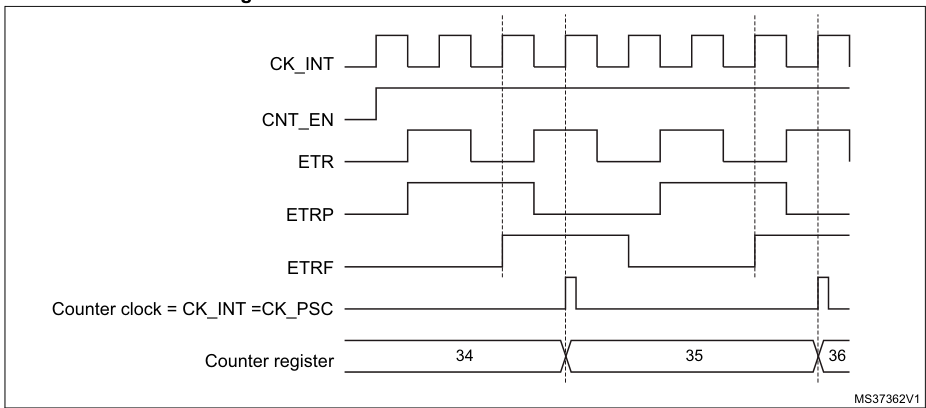 CK_INT
CNT_EN
ETR
ETRP
ETRF
Counter clock = CK_INT =CK_PSC
Counter register 34 35 36
MS37362V1